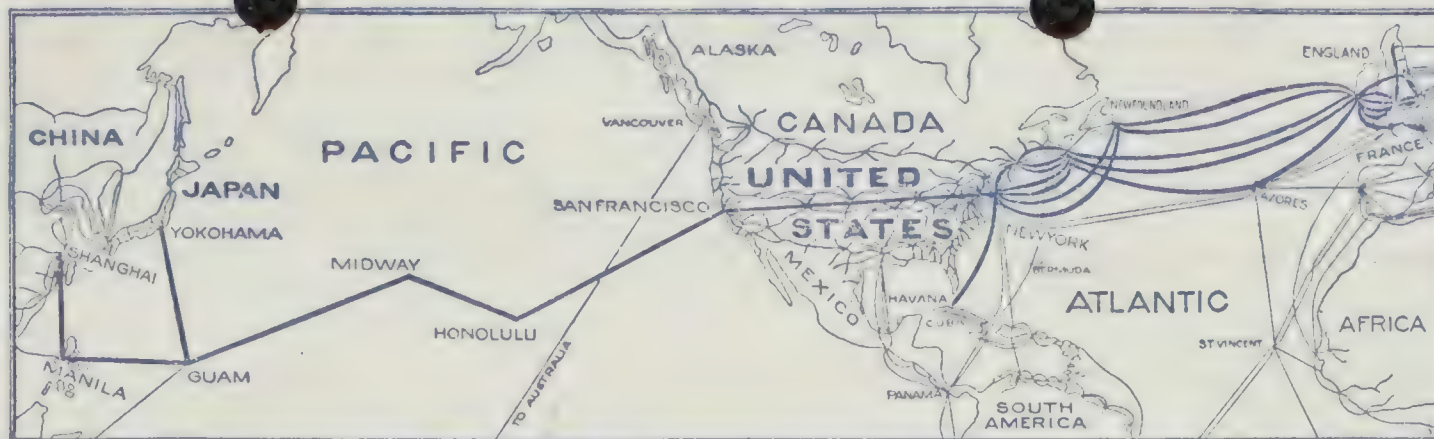 ALASKA
ENGLAND
NEWFOUNDLAND
VANCOUVER
CANADA
CHINA
PACIFIC
FRANCE
UNITED
JAPAN
AZORES
SAN FRANCISCO
STATES
YOKOHAMA
NEW YORK
SHANGHAI
MIDWAY
MEXICO
BERMUDA
HAVANA
ATLANTIC
CUBA
HONOLULU
AFRICA
ST VINCENT
MANILA
GUAM
TO AUSTRALIA
PANAMA
SOUTH
AMERICA